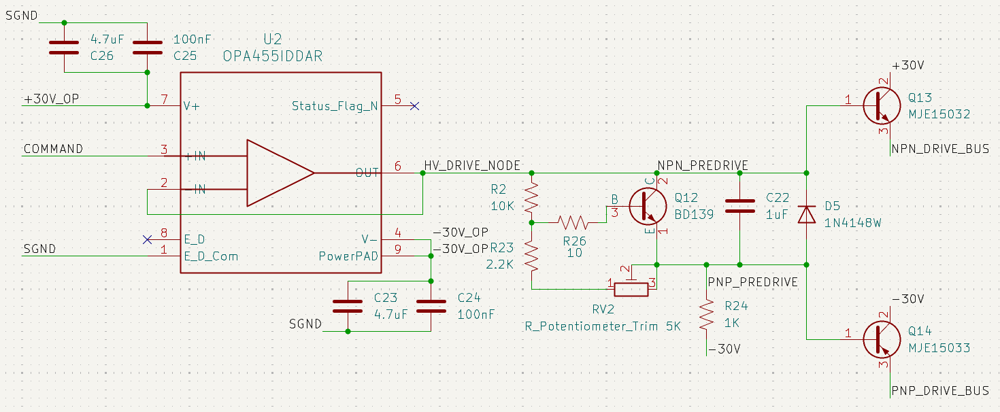 SGND
4.7uF
C26
100nF
C25
U2
OPA455IDDAR
+30V_OP
7
V+
Status_Flag_N
5
COMMAND
3
+IN
2
-IN
OUT
6
HV_DRIVE_NODE
8
E_D
V-
4
-30V_OP
SGND
1
E_D_Com
PowerPAD
9
-30V_OP
C23
4.7uF
C24
100nF
SGND
R2
10K
R23
2.2K
R26
10
NPN_PREDRIVE
C
2
B
3
Q12
BD139
E
1
C22
1uF
D5
1N4148W
2
1
3
RV2
R_Potentiometer_Trim 5K
PNP_PREDRIVE
R24
1K
-30V
+30V
2
1
Q13
MJE15032
3
NPN_DRIVE_BUS
-30V
2
1
Q14
MJE15033
3
PNP_DRIVE_BUS